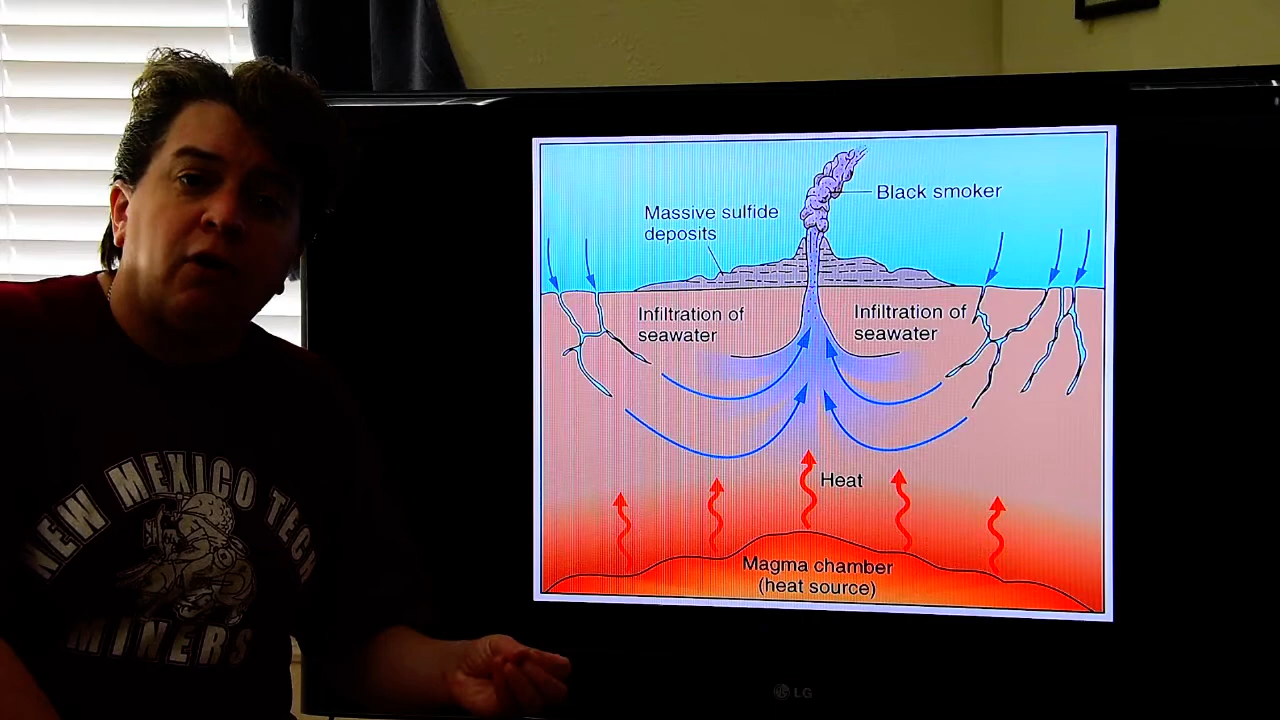 Black smoker
Massive sulfide
deposits
Infiltration of
seawater
Infiltration of
seawater
Heat
Magma chamber
(heat source)
NEW MEXICO TECH
MINERS
LG